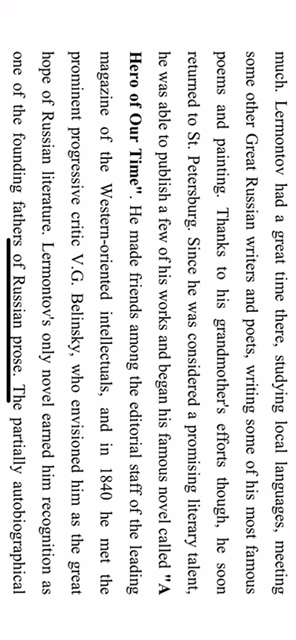 much. Lermontov had a great time there, studying local languages, meeting
some other Great Russian writers and poets, writing some of his most famous
poems and painting. Thanks to his grandmother's efforts though, he soon
returned to St. Petersburg. Since he was considered a promising literary talent,
he was able to publish a few of his works and began his famous novel called "A
Hero of Our Time". He made friends among the editorial staff of the leading
magazine of the Western-oriented intellectuals, and in 1840 he met the
prominent progressive critic V.G. Belinsky, who envisioned him as the great
hope of Russian literature. Lermontov's only novel earned him recognition as
one of the founding fathers of Russian prose. The partially autobiographical